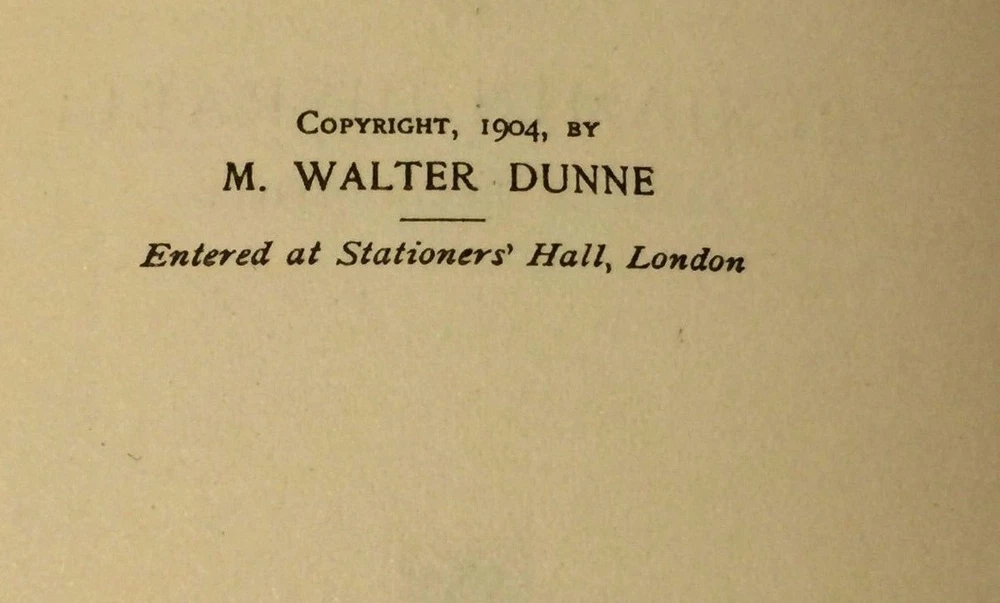 COPYRIGHT, 1904, BY
M. WALTER DUNNE
Entered at Stationers' Hall, London